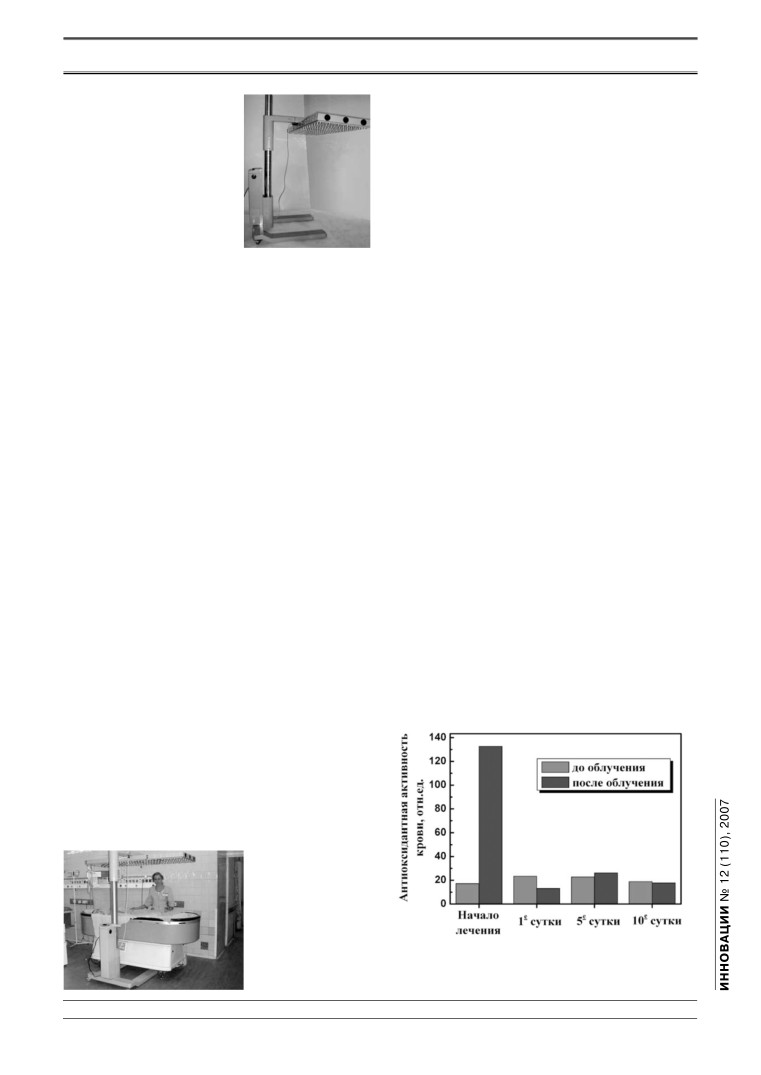 Антиоксидантная активность
крови, отн.ед.
140
120
100
80
60
40
20
0
до облучения
после облучения
Начало
лечения
1е сутки
5е сутки
10е сутки
ИННОВАЦИИ № 12 (110), 2007